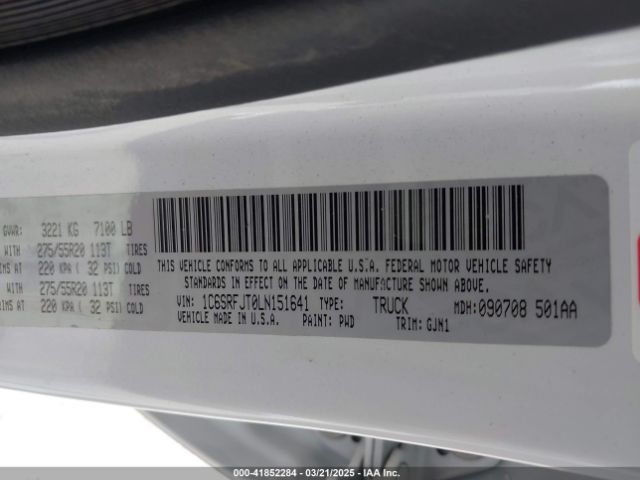 GVWR: 3221 KG 7100 LB
WITH 275/55R20 113T TIRES
RIMS AT 220 KPA ( 32 PSI) COLD
WITH 275/55R20 113T TIRES
RIMS AT 220 KPA ( 32 PSI) COLD
THIS VEHICLE CONFORMS TO ALL APPLICABLE U.S.A. FEDERAL MOTOR VEHICLE SAFETY
STANDARDS IN EFFECT ON THE DATE OF MANUFACTURE SHOWN ABOVE.
VIN: 1C6SRFJT0LN151641 TYPE: TRUCK MDH:090708 501AA
VEHICLE MADE IN U.S.A. PAINT: PWD TRIM: GJN1
000-41852284 — 03/21/2025 — IAA Inc.